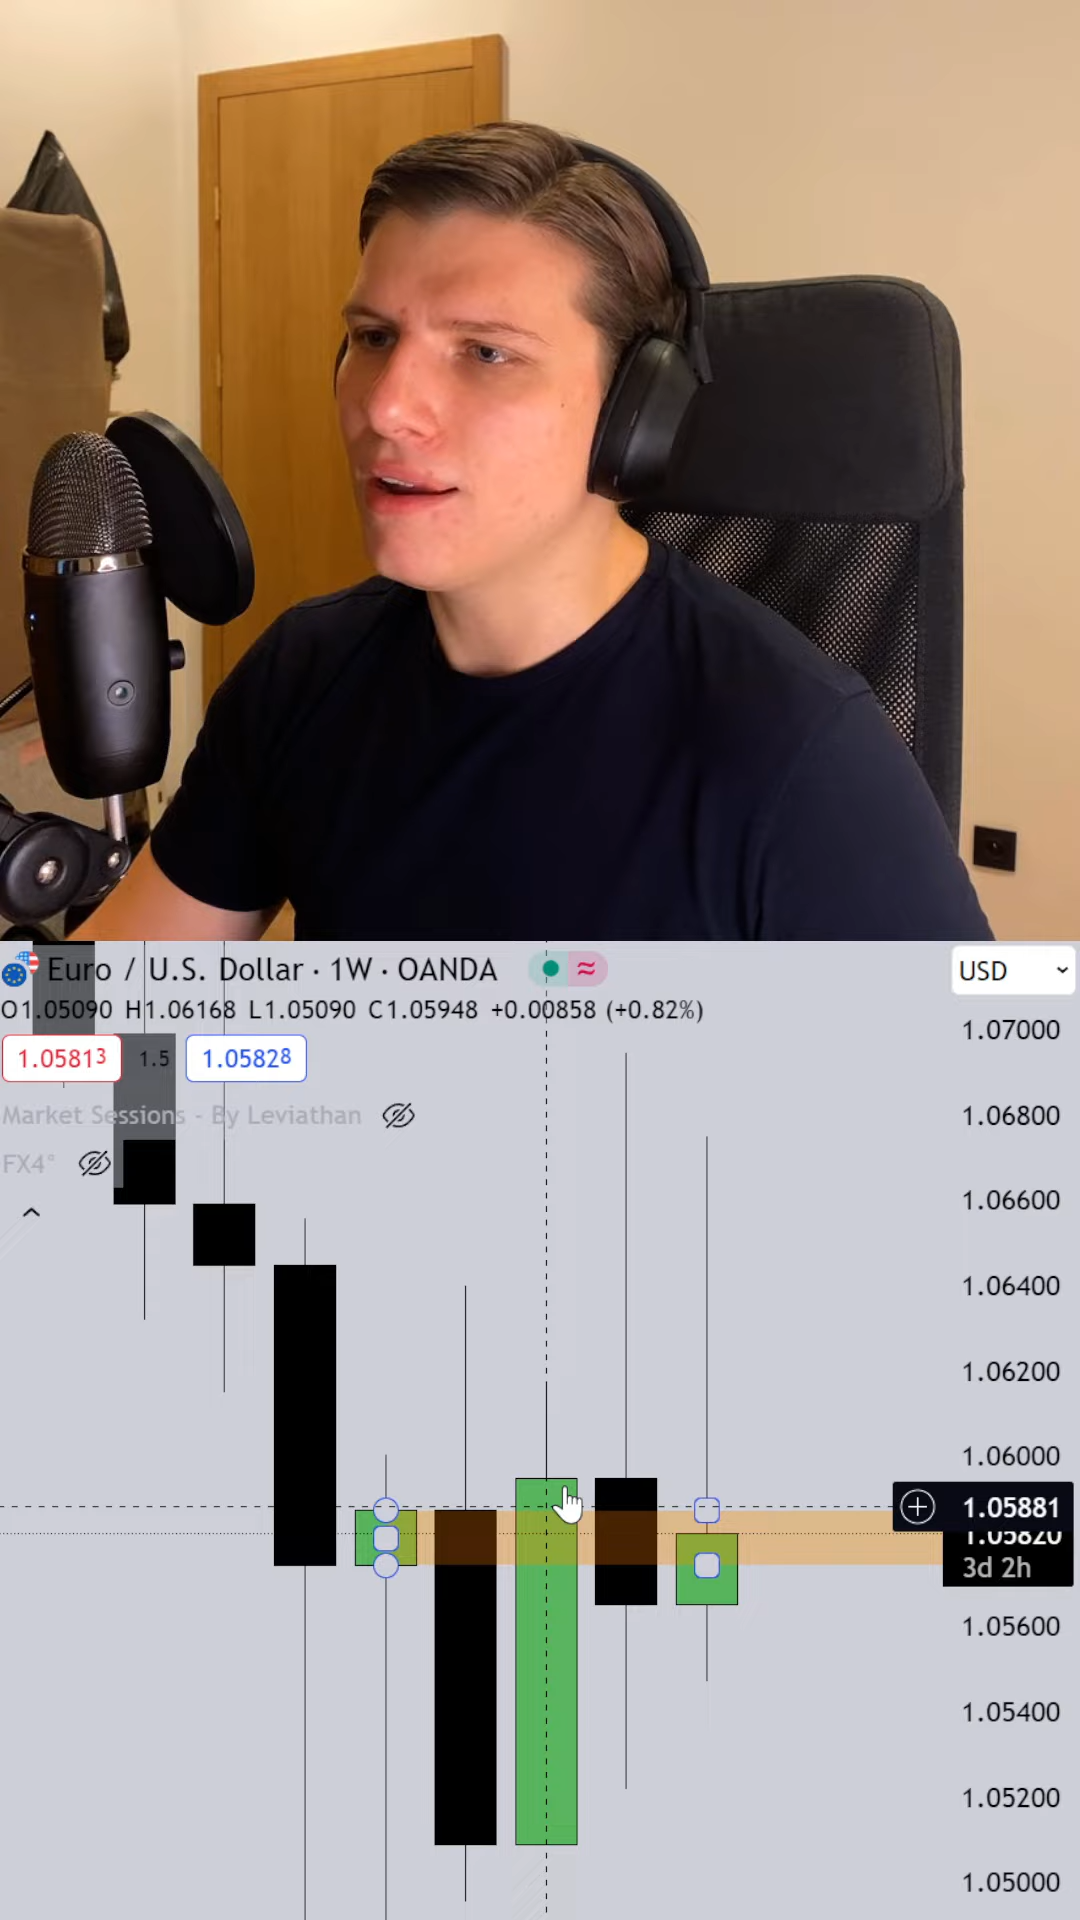 Euro / U.S. Dollar · 1W · OANDA
USD
O1.05090 H1.06168 L1.05090 C1.05948 +0.00858 (+0.82%)
1.07000
1.05813 1.5 1.05828
Market Sessions - By Leviathan
1.06800
FX4°
1.06600
1.06400
1.06200
1.06000
1.05881
1.05820
3d 2h
1.05600
1.05400
1.05200
1.05000